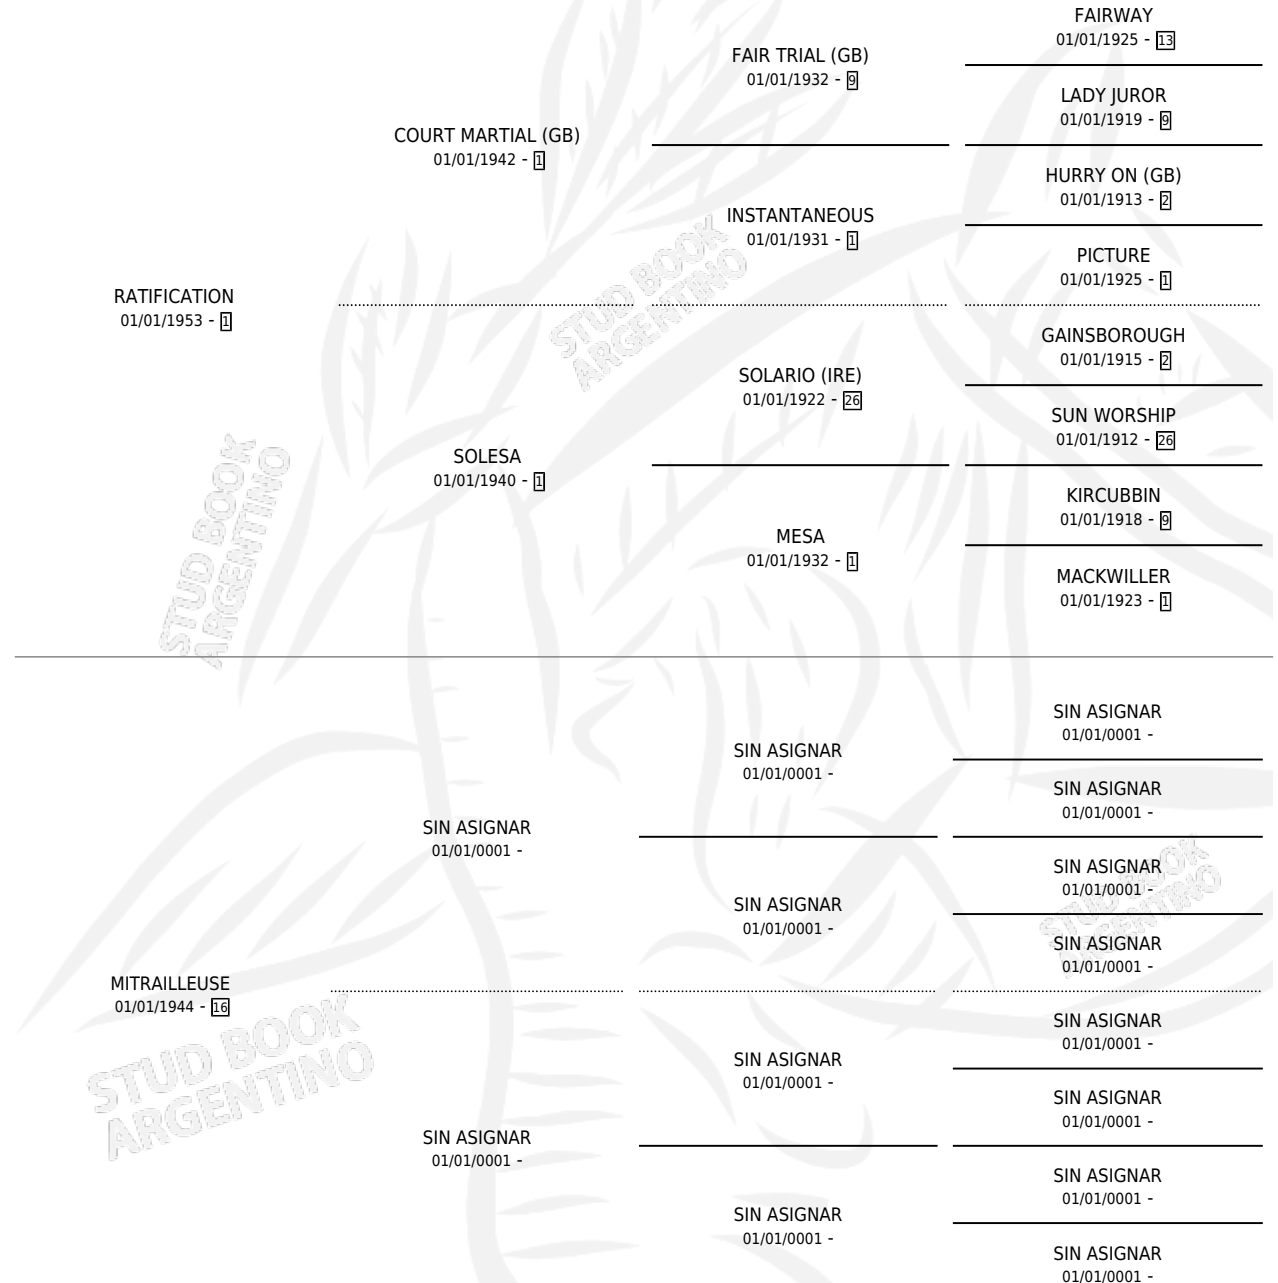 FAIRWAY
01/01/1925 - 13
FAIR TRIAL (GB)
01/01/1932 - 9
LADY JUROR
01/01/1919 - 9
COURT MARTIAL (GB)
01/01/1942 - 1
HURRY ON (GB)
01/01/1913 - 2
INSTANTANEOUS
01/01/1931 - 1
PICTURE
01/01/1925 - 1
RATIFICATION
01/01/1953 - 1
GAINSBOROUGH
01/01/1915 - 2
SOLARIO (IRE)
01/01/1922 - 26
SUN WORSHIP
01/01/1912 - 26
SOLESA
01/01/1940 - 1
KIRCUBBIN
01/01/1918 - 9
MESA
01/01/1932 - 1
MACKWILLER
01/01/1923 - 1
STUD BOOK
ARGENTINO
STUD BOOK
ARGENTINO
SIN ASIGNAR
01/01/0001 -
SIN ASIGNAR
01/01/0001 -
SIN ASIGNAR
01/01/0001 -
SIN ASIGNAR
01/01/0001 -
SIN ASIGNAR
01/01/0001 -
SIN ASIGNAR
01/01/0001 -
SIN ASIGNAR
01/01/0001 -
MITRAILLEUSE
01/01/1944 - 16
SIN ASIGNAR
01/01/0001 -
SIN ASIGNAR
01/01/0001 -
SIN ASIGNAR
01/01/0001 -
SIN ASIGNAR
01/01/0001 -
SIN ASIGNAR
01/01/0001 -
SIN ASIGNAR
01/01/0001 -
SIN ASIGNAR
01/01/0001 -
STUD BOOK
ARGENTINO
STUD BOOK
ARGENTINO